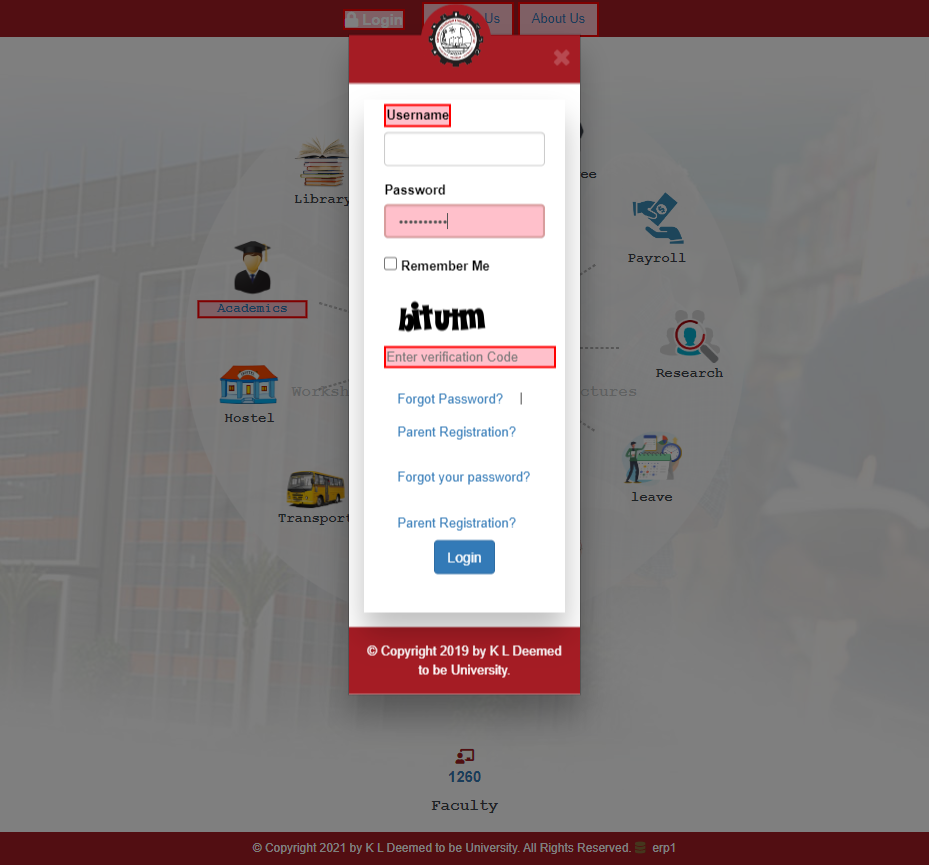 Login
Us
About Us
Username
ee
Password
Library
••••••••••
Payroll
Remember Me
Academics
bitutm
Enter verification Code
Research
Worksh
ctures
Forgot Password? |
Hostel
Parent Registration?
Forgot your password?
leave
Transport
Parent Registration?
Login
© Copyright 2019 by K L Deemed
to be University.
1260
Faculty
© Copyright 2021 by K L Deemed to be University. All Rights Reserved. erp1